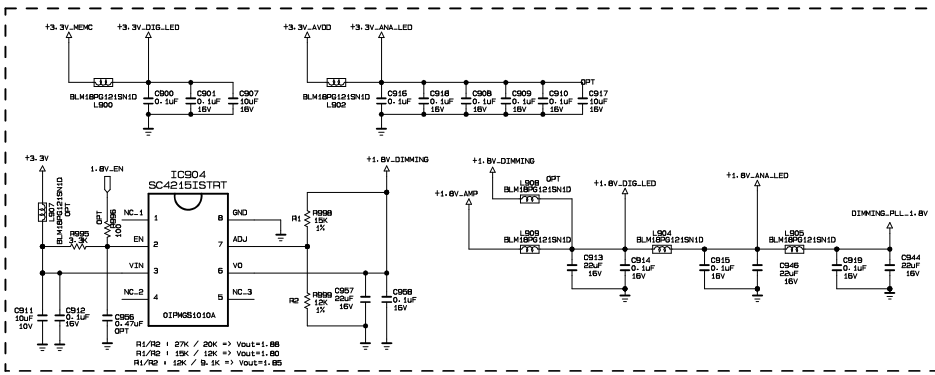 +3.3V_MEMC
+3.3V_DIG_LED
+3.3V_AVDD
+3.3V_ANA_LED
BLM18PG121SN1D
L900
C900
0.1uF
C901
0.1uF
16V
C907
10uF
16V
BLM18PG121SN1D
L902
C916
0.1uF
C918
0.1uF
16V
C908
0.1uF
16V
C909
0.1uF
16V
C910
0.1uF
16V
OPT
C917
10uF
16V
+3.3V
1.8V_EN
IC904
SC4215ISTRT
L907
BLM18PG121SN1D
OPT
OPT
R996
100
R995
3.3K
NC_1
1
EN
2
VIN
3
NC_2
4
8
GND
7
ADJ
6
VO
5
NC_3
0IPMGS1010A
C911
10uF
10V
C912
0.1uF
16V
C956
0.47uF
OPT
+1.8V_DIMMING
R1
R998
15K
1%
R2
R999
12K
1%
C957
22uF
16V
C958
0.1uF
16V
R1/R2 : 27K / 20K => Vout=1.88
R1/R2 : 15K / 12K => Vout=1.80
R1/R2 : 12K / 9.1K => Vout=1.85
+1.8V_DIMMING
L908
OPT
BLM18PG121SN1D
+1.8V_AMP
L909
BLM18PG121SN1D
C913
22uF
16V
+1.8V_DIG_LED
C914
0.1uF
16V
L904
BLM18PG121SN1D
C915
0.1uF
16V
+1.8V_ANA_LED
C946
22uF
16V
L905
BLM18PG121SN1D
C919
0.1uF
16V
DIMMING_PLL_1.8V
C944
22uF
16V